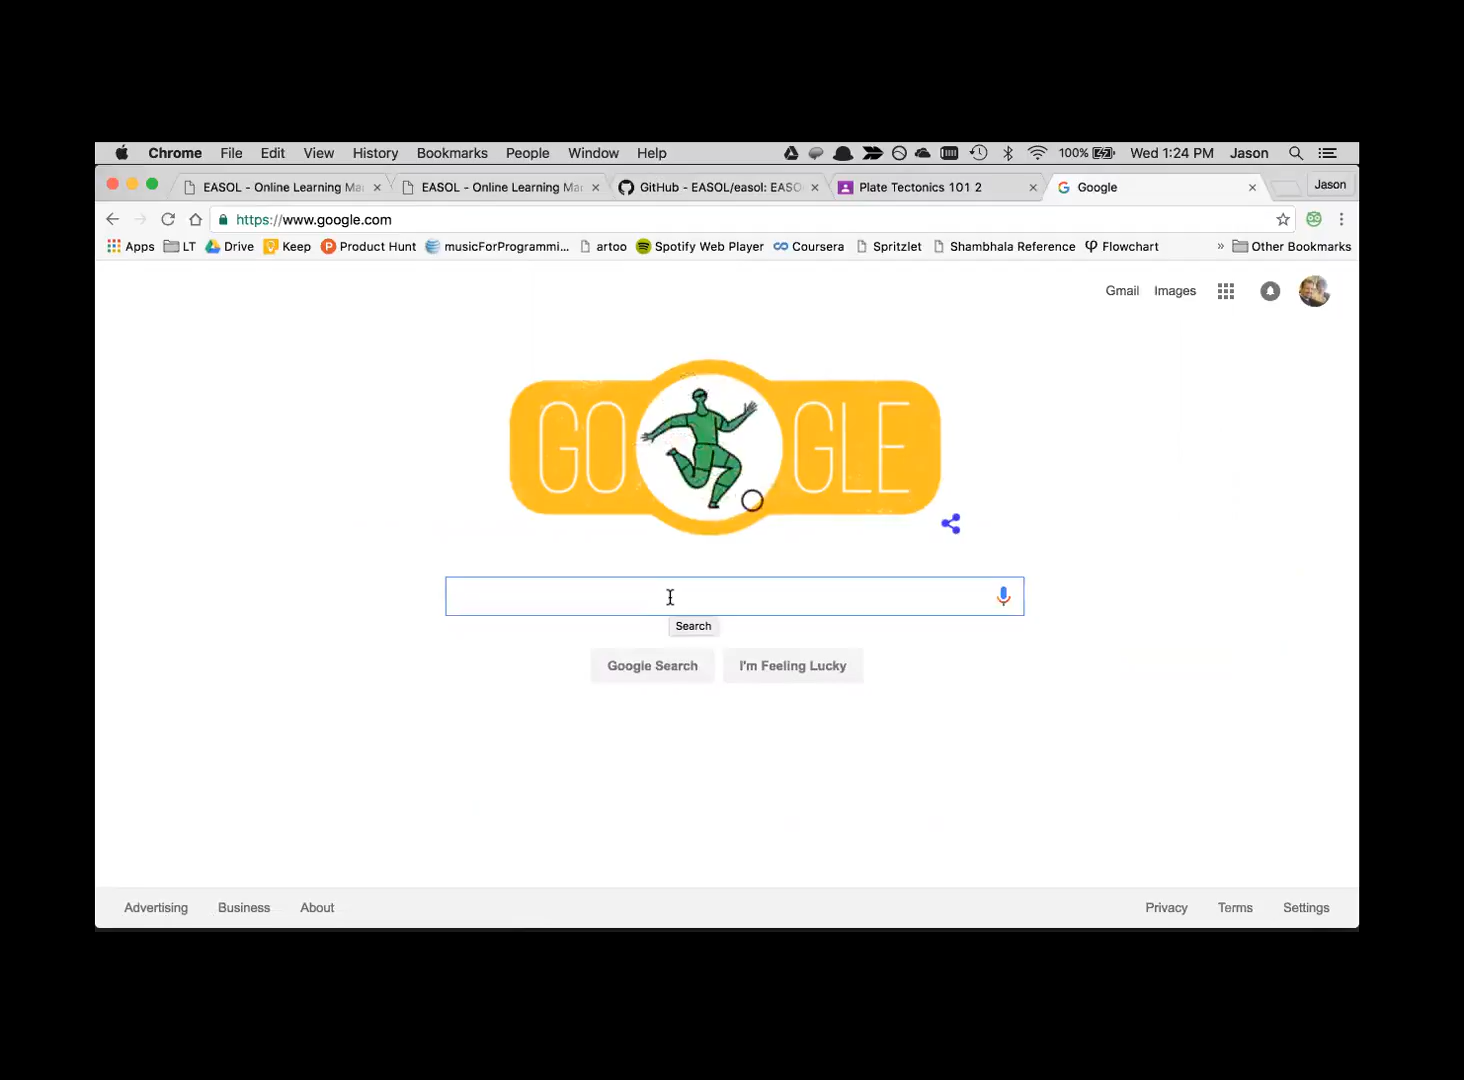 Chrome File Edit View History Bookmarks People Window Help 100% Wed 1:24 PM Jason
EASOL - Online Learning Ma EASOL - Online Learning Ma GitHub - EASOL/easol: EASO Plate Tectonics 101 2 Google Jason
https://www.google.com
Apps LT Drive Keep Product Hunt musicForProgrammi... artoo Spotify Web Player Coursera Spritzlet Shambhala Reference Flowchart » Other Bookmarks
Gmail Images
GOOGLE
Search
Google Search I'm Feeling Lucky
Advertising Business About Privacy Terms Settings